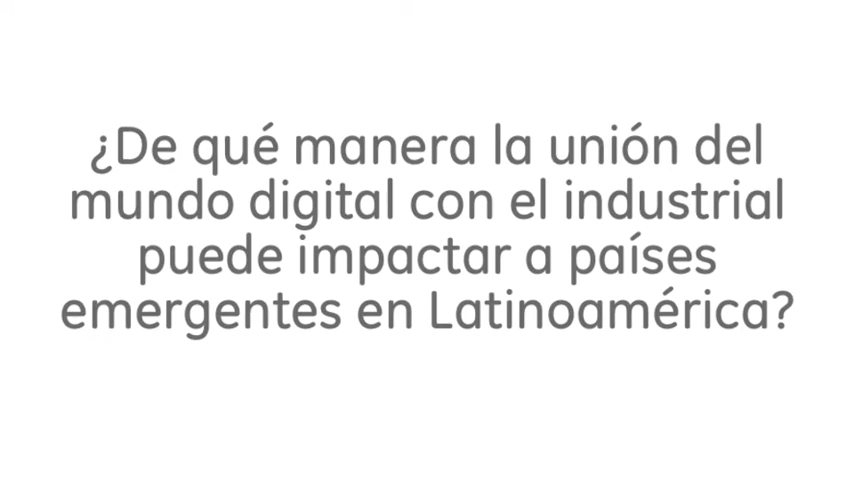 ¿De qué manera la unión del
mundo digital con el industrial
puede impactar a países
emergentes en Latinoamérica?